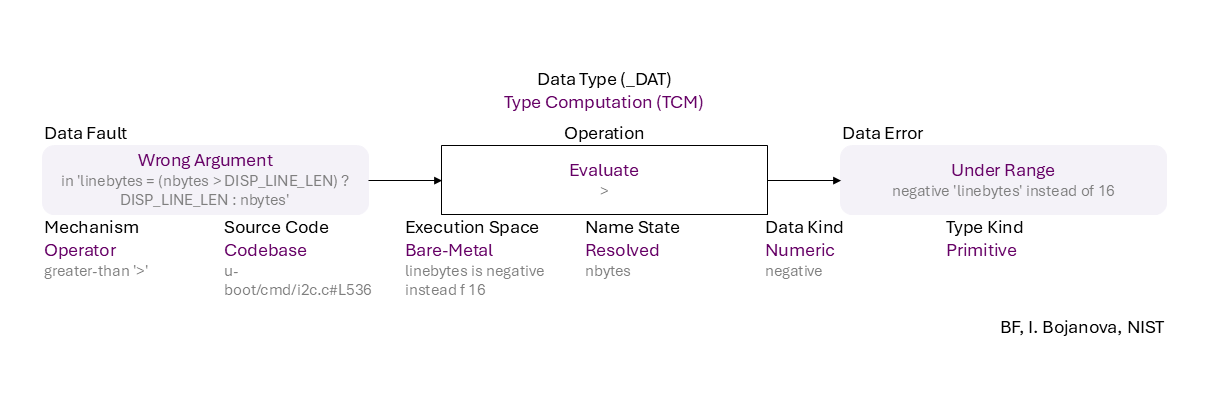 Data Type (_DAT)
Type Computation (TCM)
Data Fault
Operation
Data Error
Wrong Argument
in 'linebytes = (nbytes > DISP_LINE_LEN) ?
DISP_LINE_LEN : nbytes'
Evaluate
>
Under Range
negative 'linebytes' instead of 16
Mechanism
Operator
greater-than '>'
Source Code
Codebase
u-
boot/cmd/i2c.c#L536
Execution Space
Bare-Metal
linebytes is negative
instead f 16
Name State
Resolved
nbytes
Data Kind
Numeric
negative
Type Kind
Primitive
BF, I. Bojanova, NIST